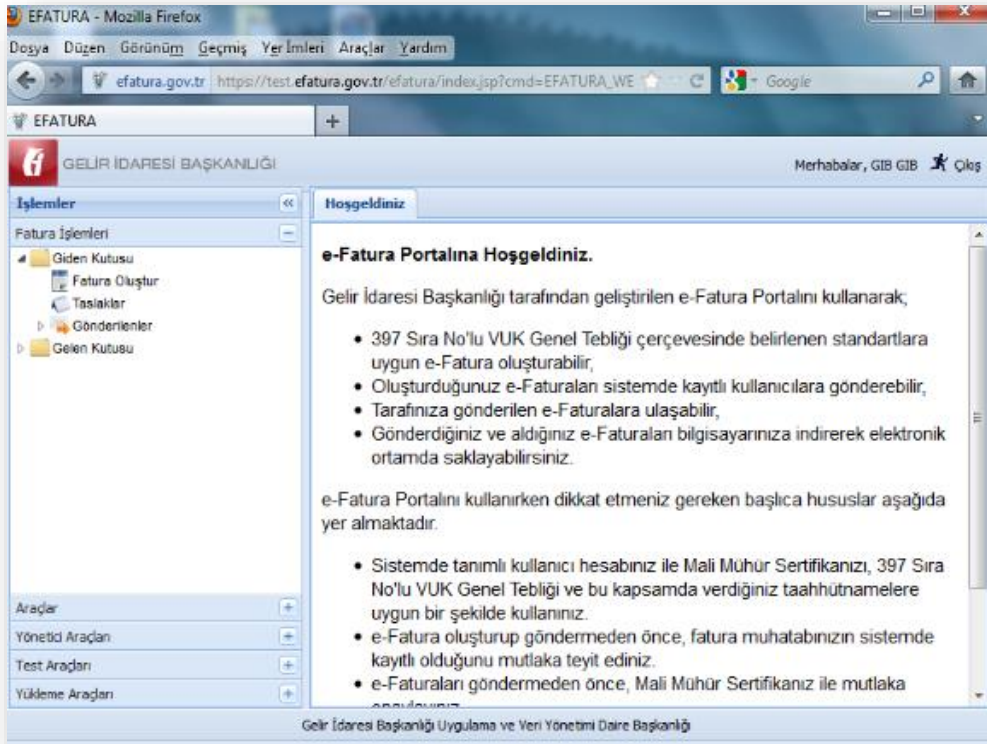 EFATURA - Mozilla Firefox
Dosya Düzen Görünüm Geçmiş Yer İmleri Araçlar Yardım
efatura.gov.tr https://test.efatura.gov.tr/efatura/index.jsp?cmd=EFATURA_WE Google
EFATURA
GELİR İDARESİ BAŞKANLIĞI
Merhabalar, GIB GIB Çıkış
İşlemler
Hoşgeldiniz
Fatura İşlemleri
Giden Kutusu
Fatura Oluştur
Taslaklar
Gönderilenler
Gelen Kutusu
Araçlar
Yönetici Araçları
Test Araçları
Yükleme Araçları
e-Fatura Portalına Hoşgeldiniz.
Gelir İdaresi Başkanlığı tarafından geliştirilen e-Fatura Portalını kullanarak;
• 397 Sıra No'lu VUK Genel Tebliği çerçevesinde belirlenen standartlara
uygun e-Fatura oluşturabilir,
• Oluşturduğunuz e-Faturaları sistemde kayıtlı kullanıcılara gönderebilir,
• Tarafınıza gönderilen e-Faturalara ulaşabilir,
• Gönderdiğiniz ve aldığınız e-Faturaları bilgisayarınıza indirerek elektronik
ortamda saklayabilirsiniz.
e-Fatura Portalını kullanırken dikkat etmeniz gereken başlıca hususlar aşağıda
yer almaktadır.
• Sistemde tanımlı kullanıcı hesabınız ile Mali Mühür Sertifikanızı, 397 Sıra
No'lu VUK Genel Tebliği ve bu kapsamda verdiğiniz taahhütnamelere
uygun bir şekilde kullanınız.
• e-Fatura oluşturup göndermeden önce, fatura muhatabınızın sistemde
kayıtlı olduğunu mutlaka teyit ediniz.
• e-Faturaları göndermeden önce, Mali Mühür Sertifikanız ile mutlaka
Gelir İdaresi Başkanlığı Uygulama ve Veri Yönetimi Daire Başkanlığı